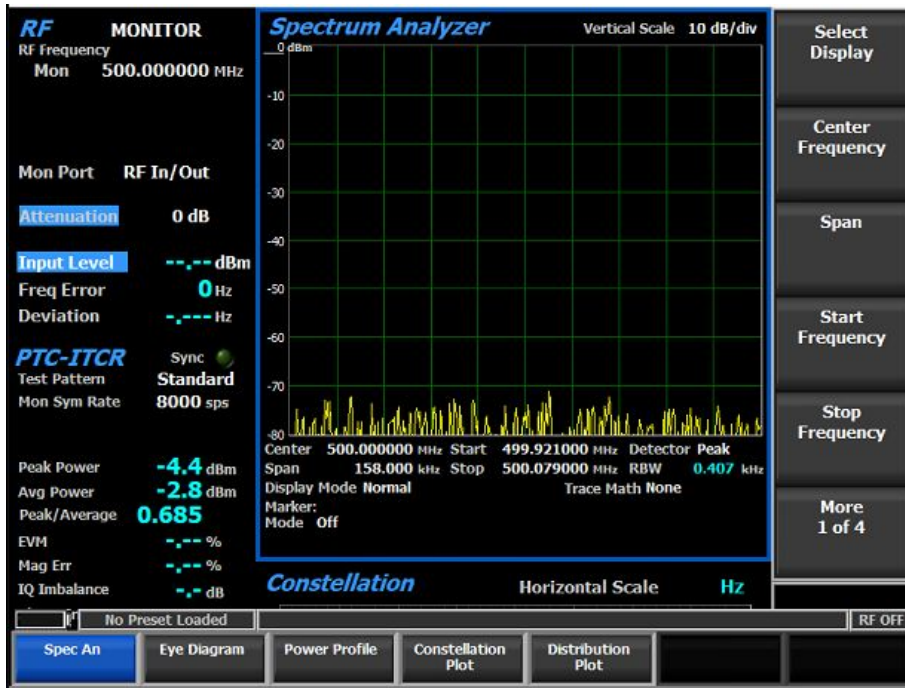 RF MONITOR
RF Frequency
Mon 500.000000 MHz
Mon Port RF In/Out
Attenuation 0 dB
Input Level --.-- dBm
Freq Error 0 Hz
Deviation -.--- Hz
PTC-ITCR Sync
Test Pattern Standard
Mon Sym Rate 8000 sps
Peak Power -4.4 dBm
Avg Power -2.8 dBm
Peak/Average 0.685
EVM -.-- %
Mag Err -.-- %
IQ Imbalance -.- dB
Spectrum Analyzer Vertical Scale 10 dB/div
0 dBm
-10
-20
-30
-40
-50
-60
-70
-80
Center 500.000000 MHz Start 499.921000 MHz Detector Peak
Span 158.000 kHz Stop 500.079000 MHz RBW 0.407 kHz
Display Mode Normal Trace Math None
Marker:
Mode Off
Constellation Horizontal Scale Hz
Select
Display
Center
Frequency
Span
Start
Frequency
Stop
Frequency
More
1 of 4
No Preset Loaded RF OFF
Spec An
Eye Diagram
Power Profile
Constellation
Plot
Distribution
Plot